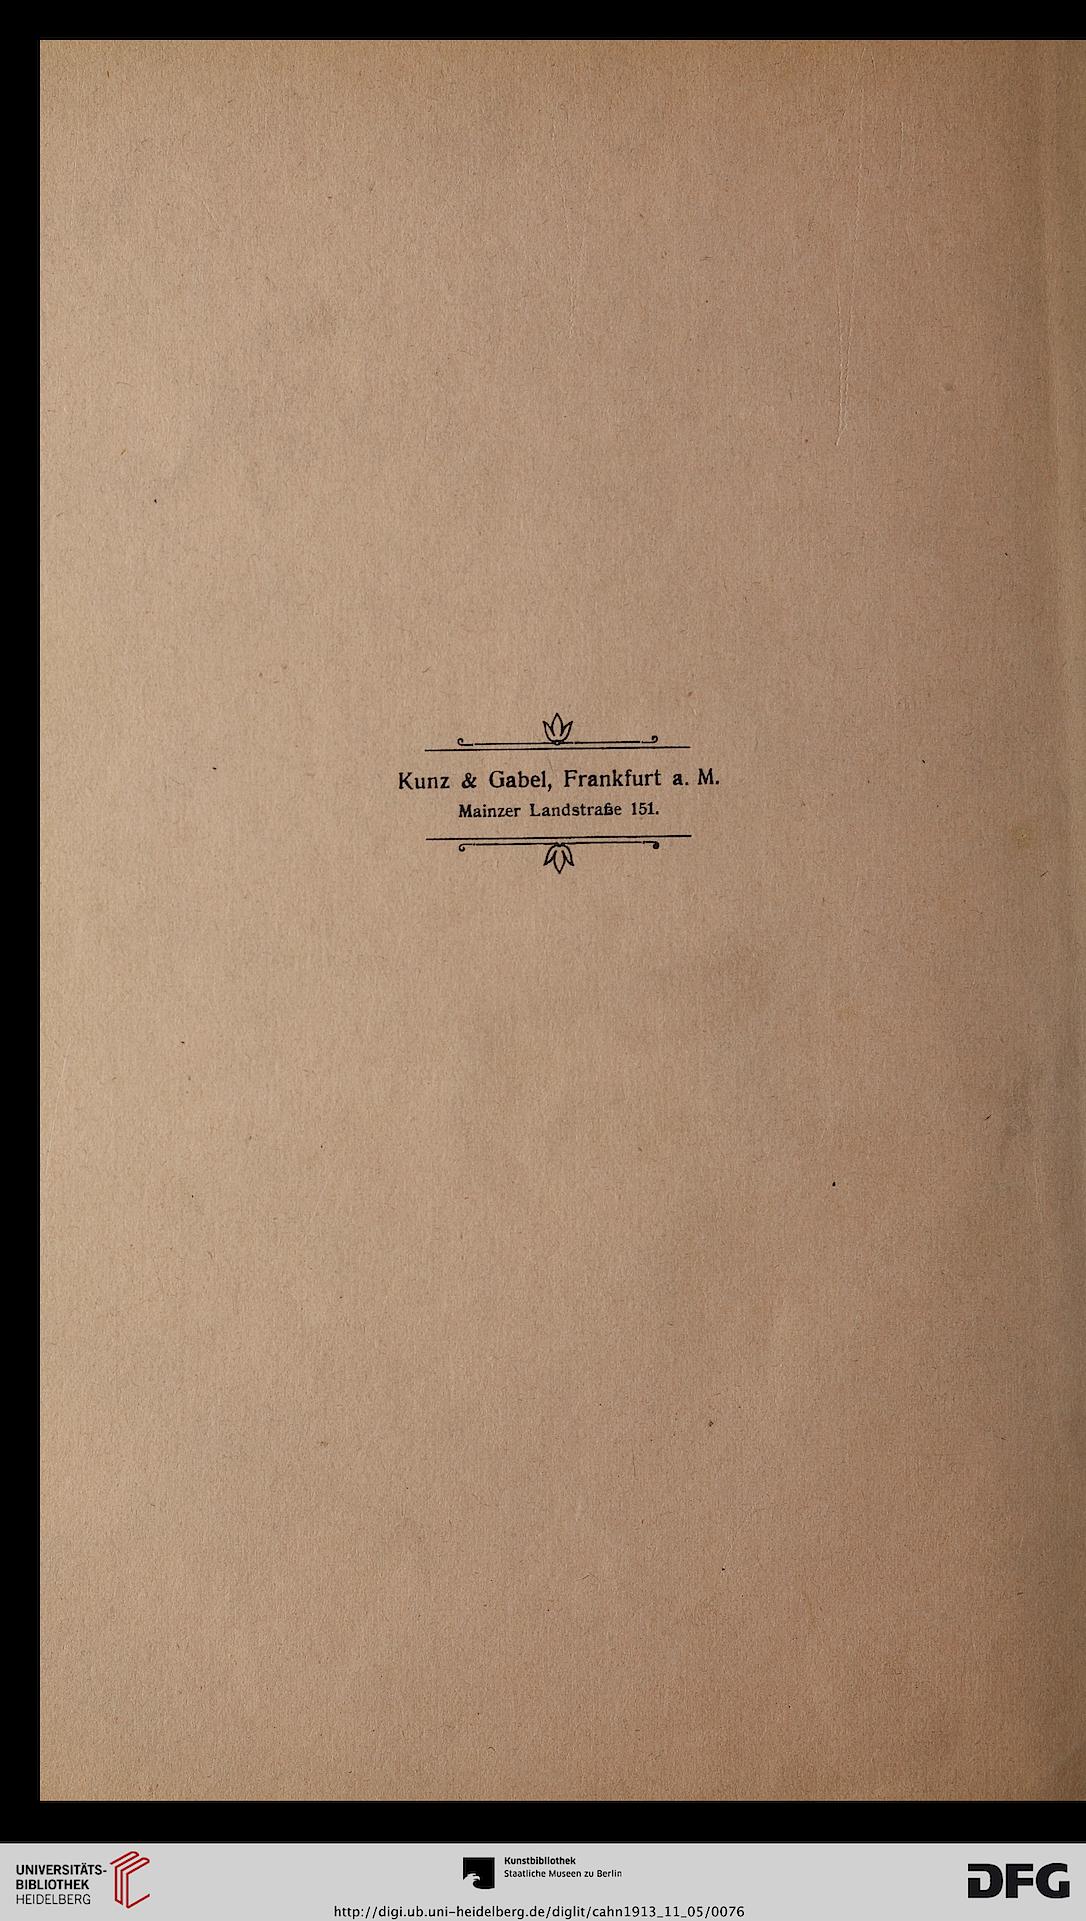 Kunz & Gabel, Frankfurt a. M.
Mainzer Landstraße 151.
UNIVERSITÄTS-
BIBLIOTHEK
HEIDELBERG
Kunstbibliothek
Staatliche Museen zu Berlin
DFG
http://digi.ub.uni-heidelberg.de/diglit/cahn1913_11_05/0076